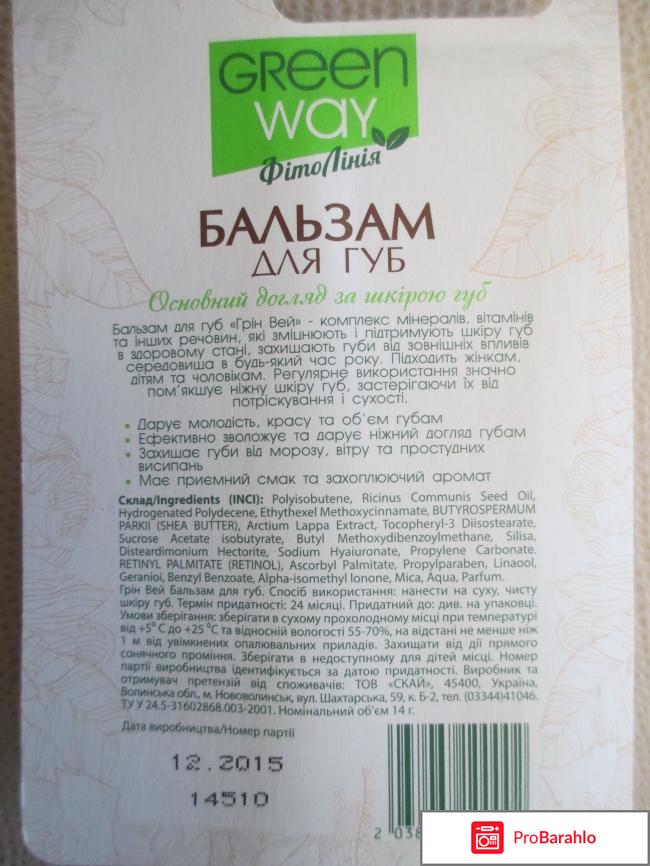 GREEN
WAY
ФітоЛінія
БАЛЬЗАМ
ДЛЯ ГУБ
Основний догляд за шкірою губ
Бальзам для губ «Грін Вей» - комплекс мінералів, вітамінів
та інших речовин, які зміцнюють і підтримують шкіру губ
в здоровому стані, захищають губи від зовнішніх впливів
середовища в будь-який час року. Підходить жінкам,
дітям та чоловікам. Регулярне використання значно
пом'якшує ніжну шкіру губ, застерігаючи їх від
потріскування і сухості.
• Дарує молодість, красу та об'єм губам
• Ефективно зволожує та дарує ніжний догляд губам
• Захищає губи від морозу, вітру та простудних
висипань
• Має приємний смак та захоплюючий аромат
Склад/Ingredients (INCI): Polyisobutene, Ricinus Communis Seed Oil,
Hydrogenated Polydecene, Ethythexel Methoxycinnamate, BUTYROSPERMUM
PARKII (SHEA BUTTER), Arctium Lappa Extract, Tocopheryl-3 Diisostearate,
Sucrose Acetate isobutyrate, Butyl Methoxydibenzoylmethane, Silisa,
Disteardimonium Hectorite, Sodium Hyaiuronate, Propylene Carbonate.
RETINYL PALMITATE (RETINOL), Ascorbyl Palmitate, Propylparaben, Linaool,
Geranioi, Benzyl Benzoate, Alpha-isomethyl Ionone, Mica, Aqua, Parfum.
Грін Вей Бальзам для губ. Спосіб використання: нанести на суху, чисту
шкіру губ. Термін придатності: 24 місяці. Придатний до: див. на упаковці.
Умови зберігання: зберігати в сухому прохолодному місці при температурі
від +5⁰ С до +25 ⁰С та відносній вологості 55-70%, на відстані не менше ніж
1 м від увімкнених опалювальних приладів. Захищати від дії прямого
сонячного проміння. Зберігати в недоступному для дітей місці. Номер
партії виробництва ідентифікується за датою придатності. Виробник та
отримувач претензій від споживачів: ТОВ «СКАЙ», 45400, Україна,
Волинська обл., м. Нововолинськ, вул. Шахтарська, 59, к. Б-2, тел. (03344)41046.
ТУ У 24.5-31602868.003-2001. Номінальний об'єм 14 г.
Дата виробництва/Номер партії
12.2015
14510
2 038
ProBarahlo